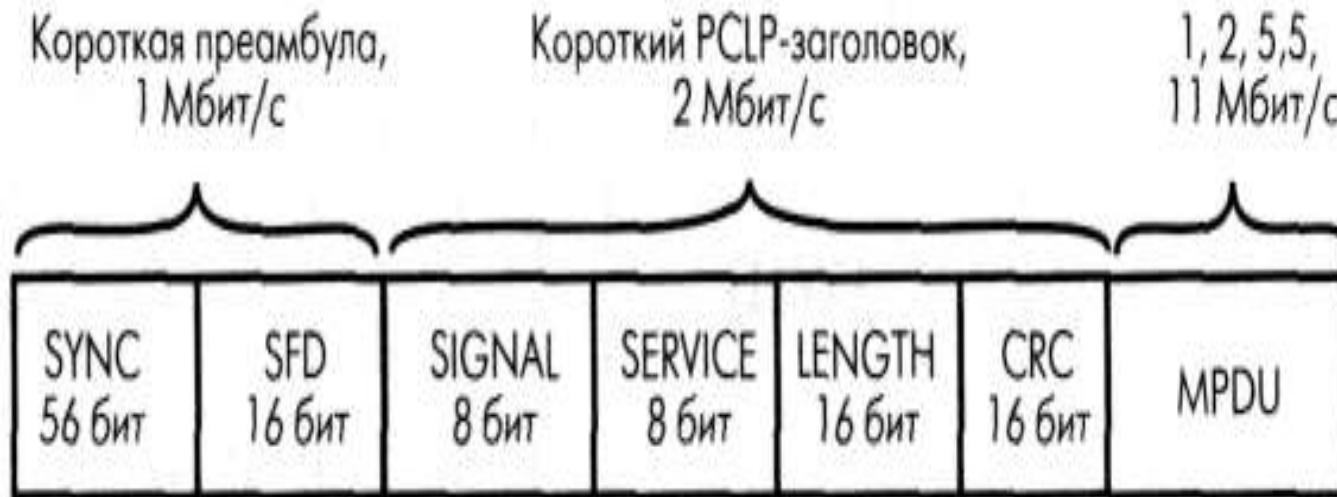 Короткая преамбула,
1 Мбит/с
Короткий PCLP-заголовок,
2 Мбит/с
1, 2, 5,5,
11 Мбит/с
SYNC
56 бит
SFD
16 бит
SIGNAL
8 бит
SERVICE
8 бит
LENGTH
16 бит
CRC
16 бит
MPDU